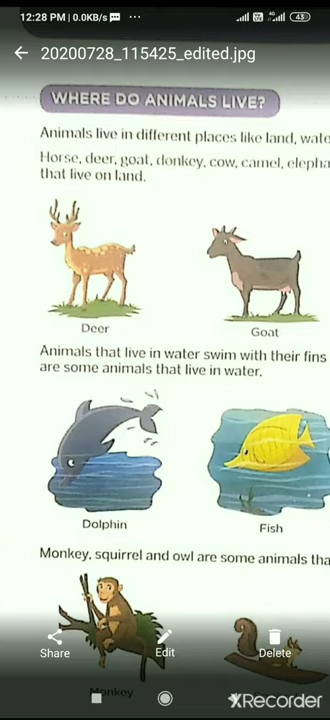 12:28 PM | 0.0KB/s
43
20200728_115425_edited.jpg
WHERE DO ANIMALS LIVE?
Animals live in different places like land,
Horse, deer, goat, donkey, cow, camel,
that live on land.
Deer
Goat
Animals that live in water swim with their fins
are some animals that live in water.
Dolphin
Fish
Monkey, squirrel and owl are some animals
Share
Edit
Delete
Monkey
XRecorder